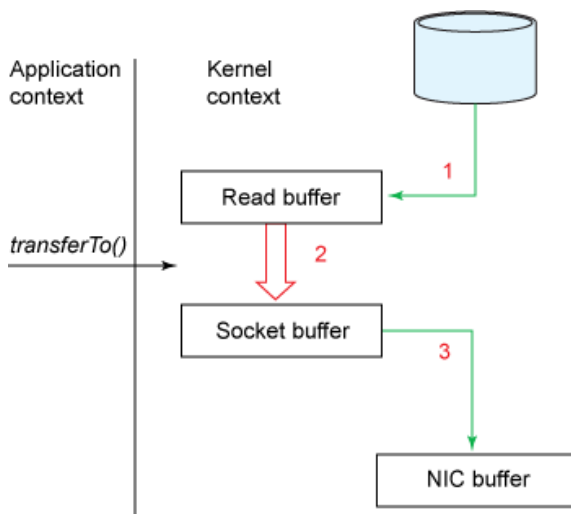 Application
context
Kernel
context
1
Read buffer
transferTo()
2
Socket buffer
3
NIC buffer